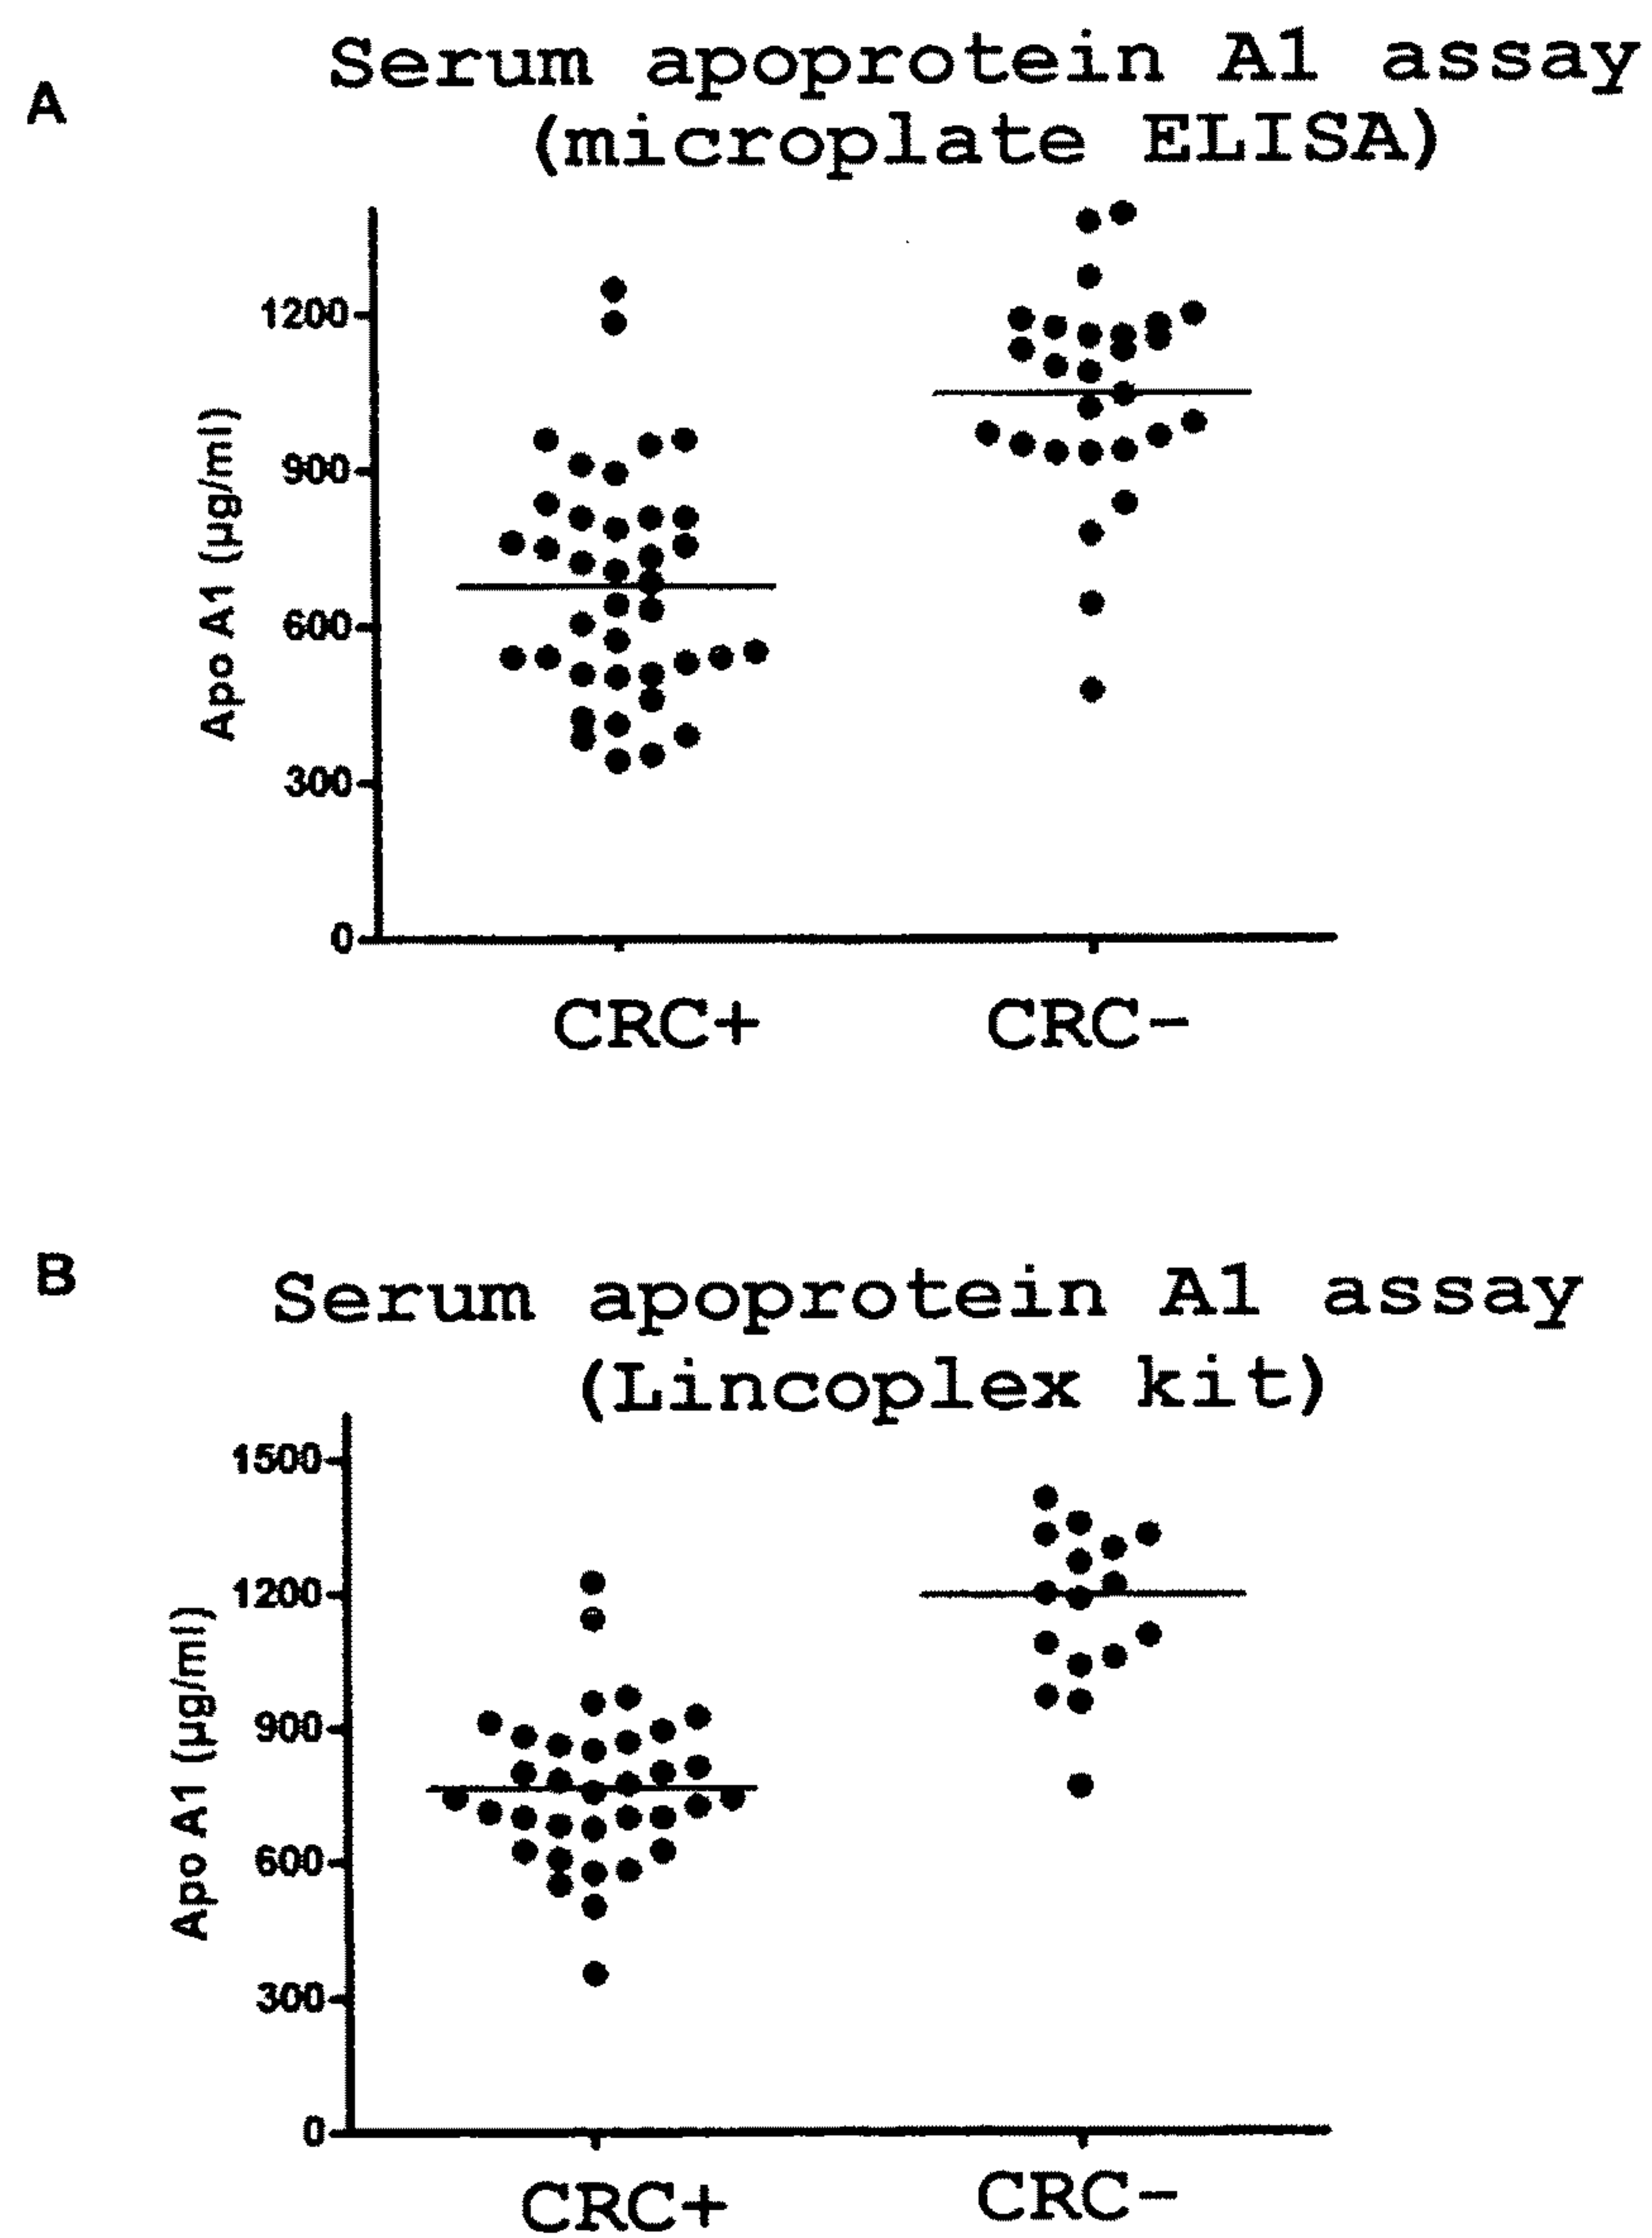 A
Serum apoprotein A1 assay
(microplate ELISA)
Apo A1 (µg/ml)
1200
900
600
300
0
CRC+
CRC-
B
Serum apoprotein A1 assay
(Lincoplex kit)
Apo A1 (µg/ml)
1500
1200
900
600
300
0
CRC+
CRC-